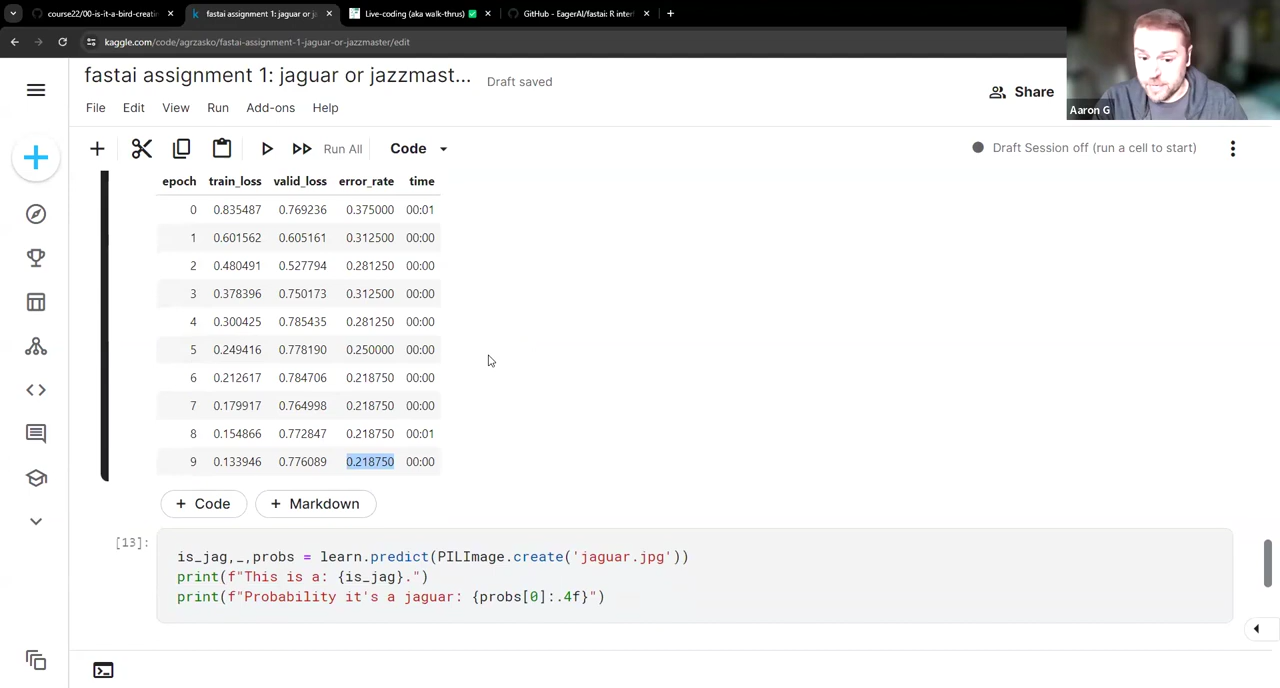 course22/00-is-it-a-bird-creatin
fastai assignment 1: jaguar or ja
Live-coding (aka walk-thrus) ✅
GitHub - EagerAI/fastai: R inter
kaggle.com/code/agrzasko/fastai-assignment-1-jaguar-or-jazzmaster/edit
Aaron G
fastai assignment 1: jaguar or jazzmast...
Draft saved
Share
File Edit View Run Add-ons Help
Run All
Code
Draft Session off (run a cell to start)
epoch train_loss valid_loss error_rate time
0 0.835487 0.769236 0.375000 00:01
1 0.601562 0.605161 0.312500 00:00
2 0.480491 0.527794 0.281250 00:00
3 0.378396 0.750173 0.312500 00:00
4 0.300425 0.785435 0.281250 00:00
5 0.249416 0.778190 0.250000 00:00
6 0.212617 0.784706 0.218750 00:00
7 0.179917 0.764998 0.218750 00:00
8 0.154866 0.772847 0.218750 00:01
9 0.133946 0.776089 0.218750 00:00
+ Code + Markdown
[13]:
is_jag,_,probs = learn.predict(PILImage.create('jaguar.jpg'))
print(f"This is a: {is_jag}.")
print(f"Probability it's a jaguar: {probs[0]:.4f}")